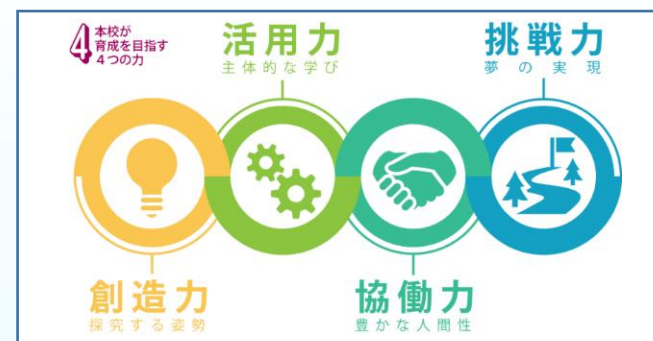 4
本校が
育成を目指す
4つの力
活用力
主体的な学び
挑戦力
夢の実現
創造力
探究する姿勢
協働力
豊かな人間性